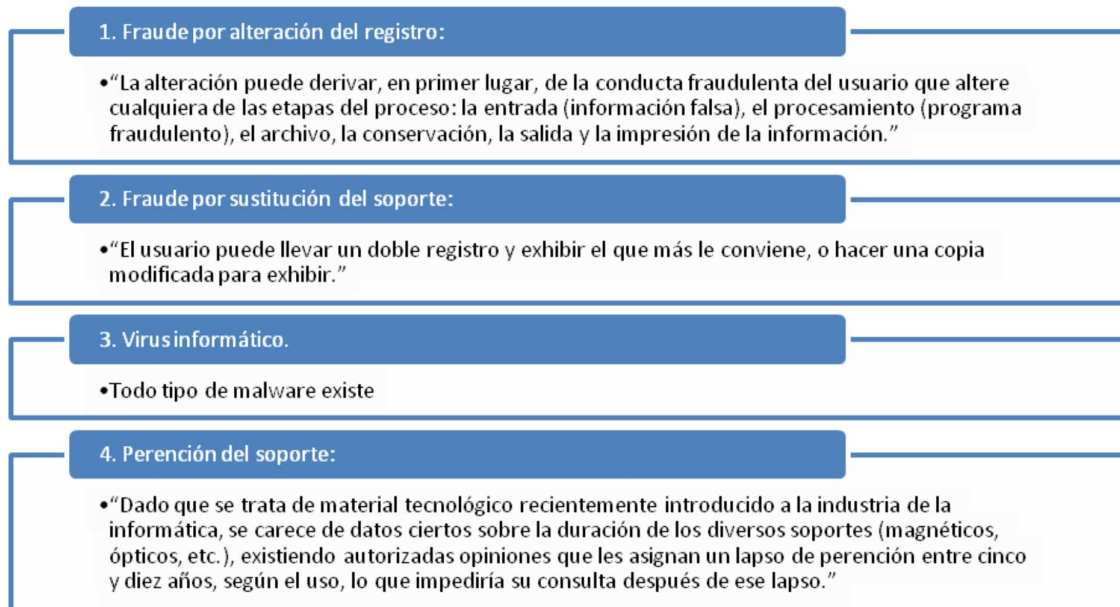 1. Fraude por alteración del registro:
•“La alteración puede derivar, en primer lugar, de la conducta fraudulenta del usuario que altere
cualquiera de las etapas del proceso: la entrada (información falsa), el procesamiento (programa
fraudulento), el archivo, la conservación, la salida y la impresión de la información.”
2. Fraude por sustitución del soporte:
•“El usuario puede llevar un doble registro y exhibir el que más le conviene, o hacer una copia
modificada para exhibir.”
3. Virus informático.
•Todo tipo de malware existe
4. Perención del soporte:
•“Dado que se trata de material tecnológico recientemente introducido a la industria de la
informática, se carece de datos ciertos sobre la duración de los diversos soportes (magnéticos,
ópticos, etc.), existiendo autorizadas opiniones que les asignan un lapso de perención entre cinco
y diez años, según el uso, lo que impediría su consulta después de ese lapso.”